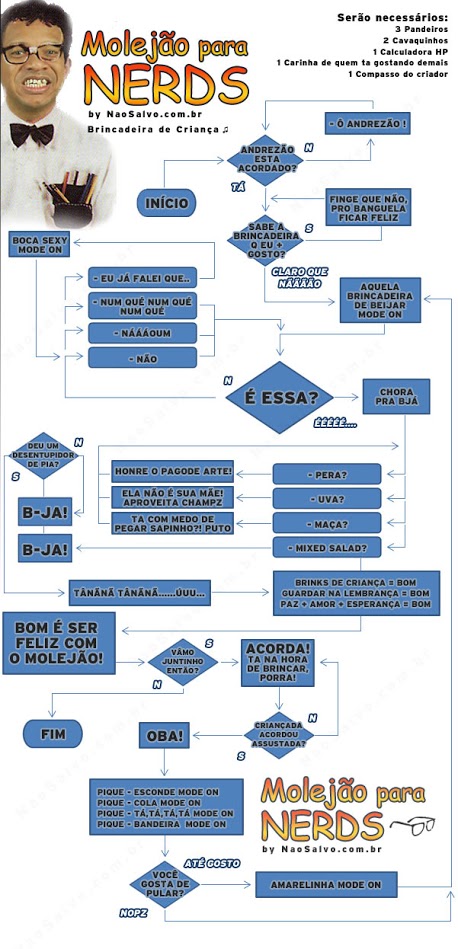 Serão necessários:
3 Pandeiros
2 Cavaquinhos
1 Calculadora HP
1 Carinha de quem ta gostando demais
1 Compasso do criador
Molejão para
NERDS
by NaoSalvo.com.br
Brincadeira de Criança♫
- Ô ANDREZÃO !
ANDREZÃO
ESTA
ACORDADO?
N
TÁ
INÍCIO
FINGE QUE NÃO,
PRO BANGUELA
FICAR FELIZ
SABE A
BRINCADEIRA
Q EU +
GOSTO?
S
BOCA SEXY
MODE ON
CLARO QUE
NÃÃÃÃO
- EU JÁ FALEI QUE..
- NUM QUÉ NUM QUÉ
NUM QUÉ
- NÁÁÁOUM
- NÃO
AQUELA
BRINCADEIRA
DE BEIJAR
MODE ON
N
É ESSA?
ÉÉÉÉÉ....
CHORA
PRA BJÁ
DEU UM
DESENTUPIDOR
DE PIA?
N
S
HONRE O PAGODE ARTE!
- PERA?
ELA NÃO É SUA MÃE!
APROVEITA CHAMPZ
- UVA?
B-JA!
TA COM MEDO DE
PEGAR SAPINHO?! PUTO
- MAÇA?
B-JA!
- MIXED SALAD?
TÂNÃNÃ TÂNÃNÃ......ÚUU...
BRINKS DE CRIANÇA = BOM
GUARDAR NA LEMBRANÇA = BOM
PAZ + AMOR + ESPERANÇA = BOM
BOM É SER
FELIZ COM
O MOLEJÃO!
VÂMO
JUNTINHO
ENTÃO?
S
N
ACORDA!
TA NA HORA
DE BRINCAR,
PORRA!
FIM
OBA!
CRIANÇADA
ACORDOU
ASSUSTADA?
N
S
PIQUE - ESCONDE MODE ON
PIQUE - COLA MODE ON
PIQUE - TÁ,TÁ,TÁ,TÁ MODE ON
PIQUE - BANDEIRA MODE ON
Molejão para
NERDS
by NaoSalvo.com.br
VOCÊ
GOSTA DE
PULAR?
ATÉ GOSTO
AMARELINHA MODE ON
NOPZ